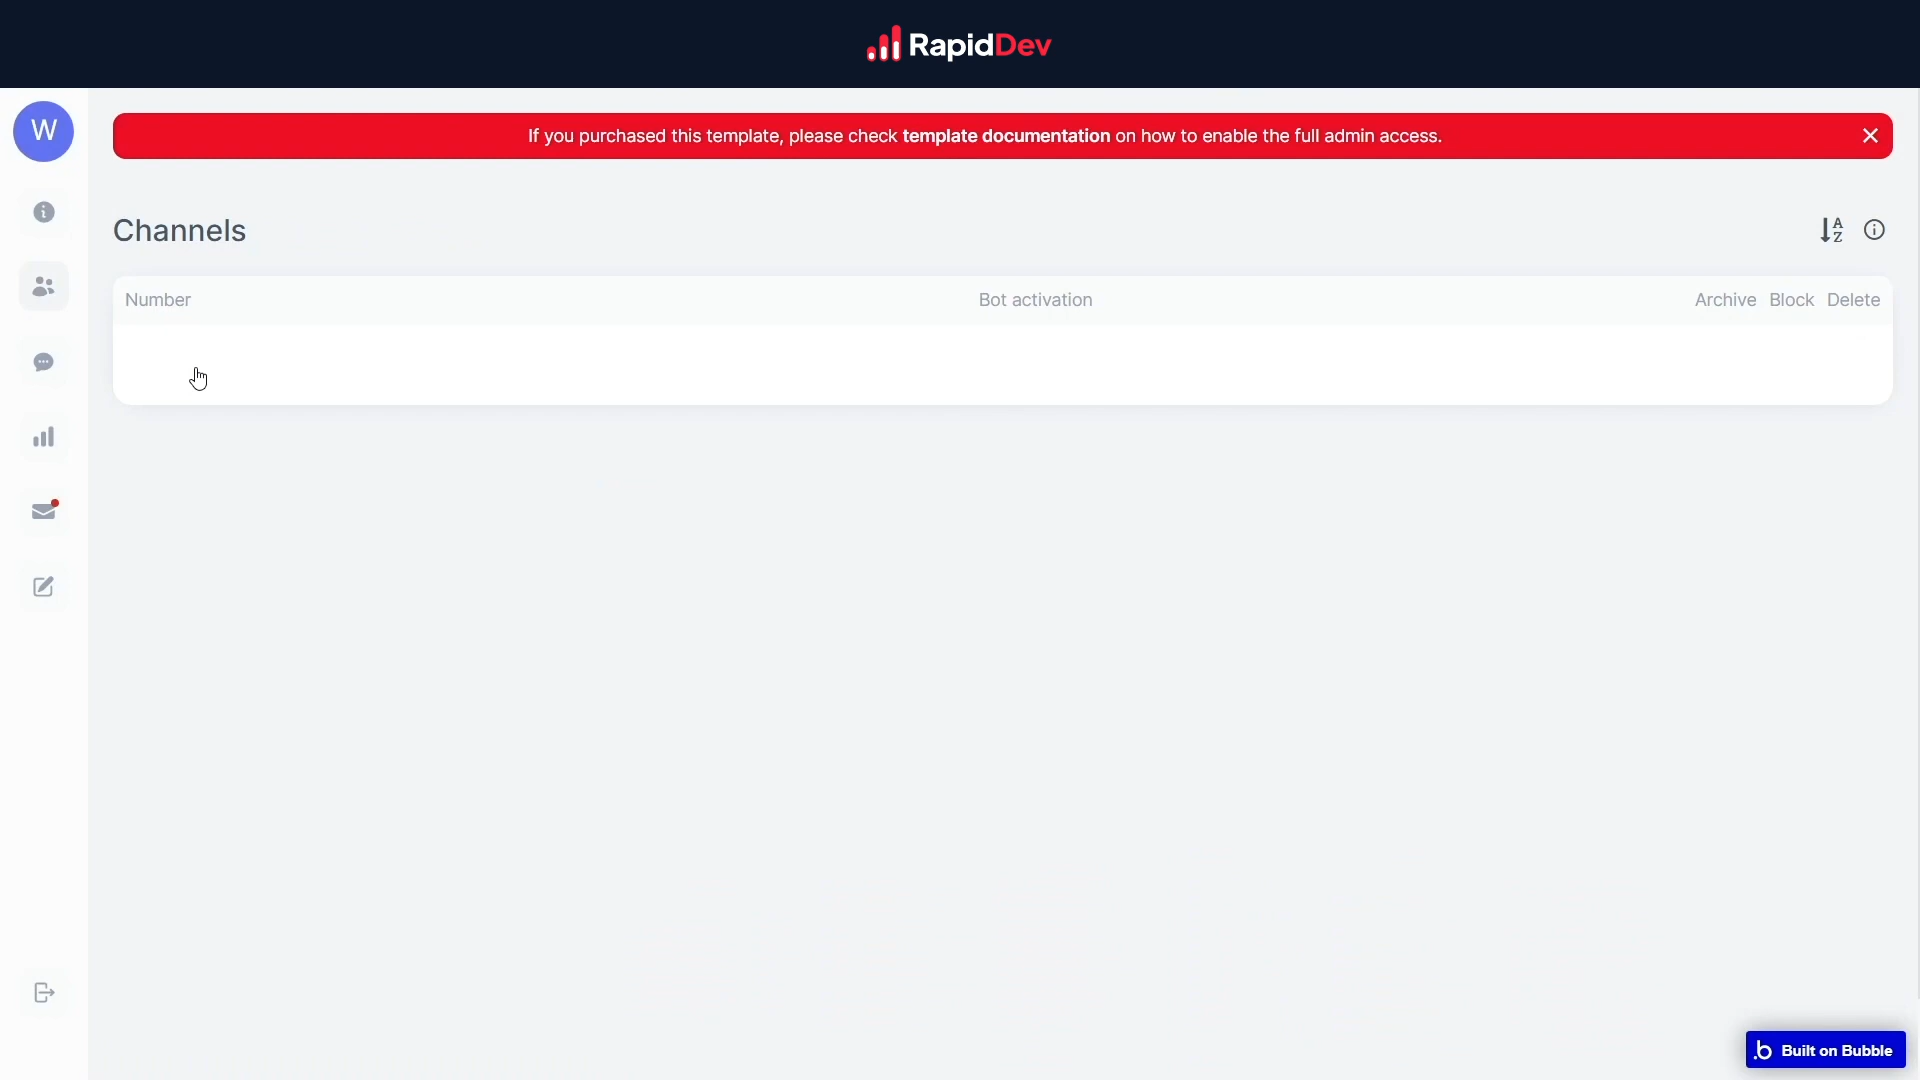 RapidDev
W
If you purchased this template, please check template documentation on how to enable the full admin access.
Channels
Number Bot activation Archive Block Delete
Built on Bubble